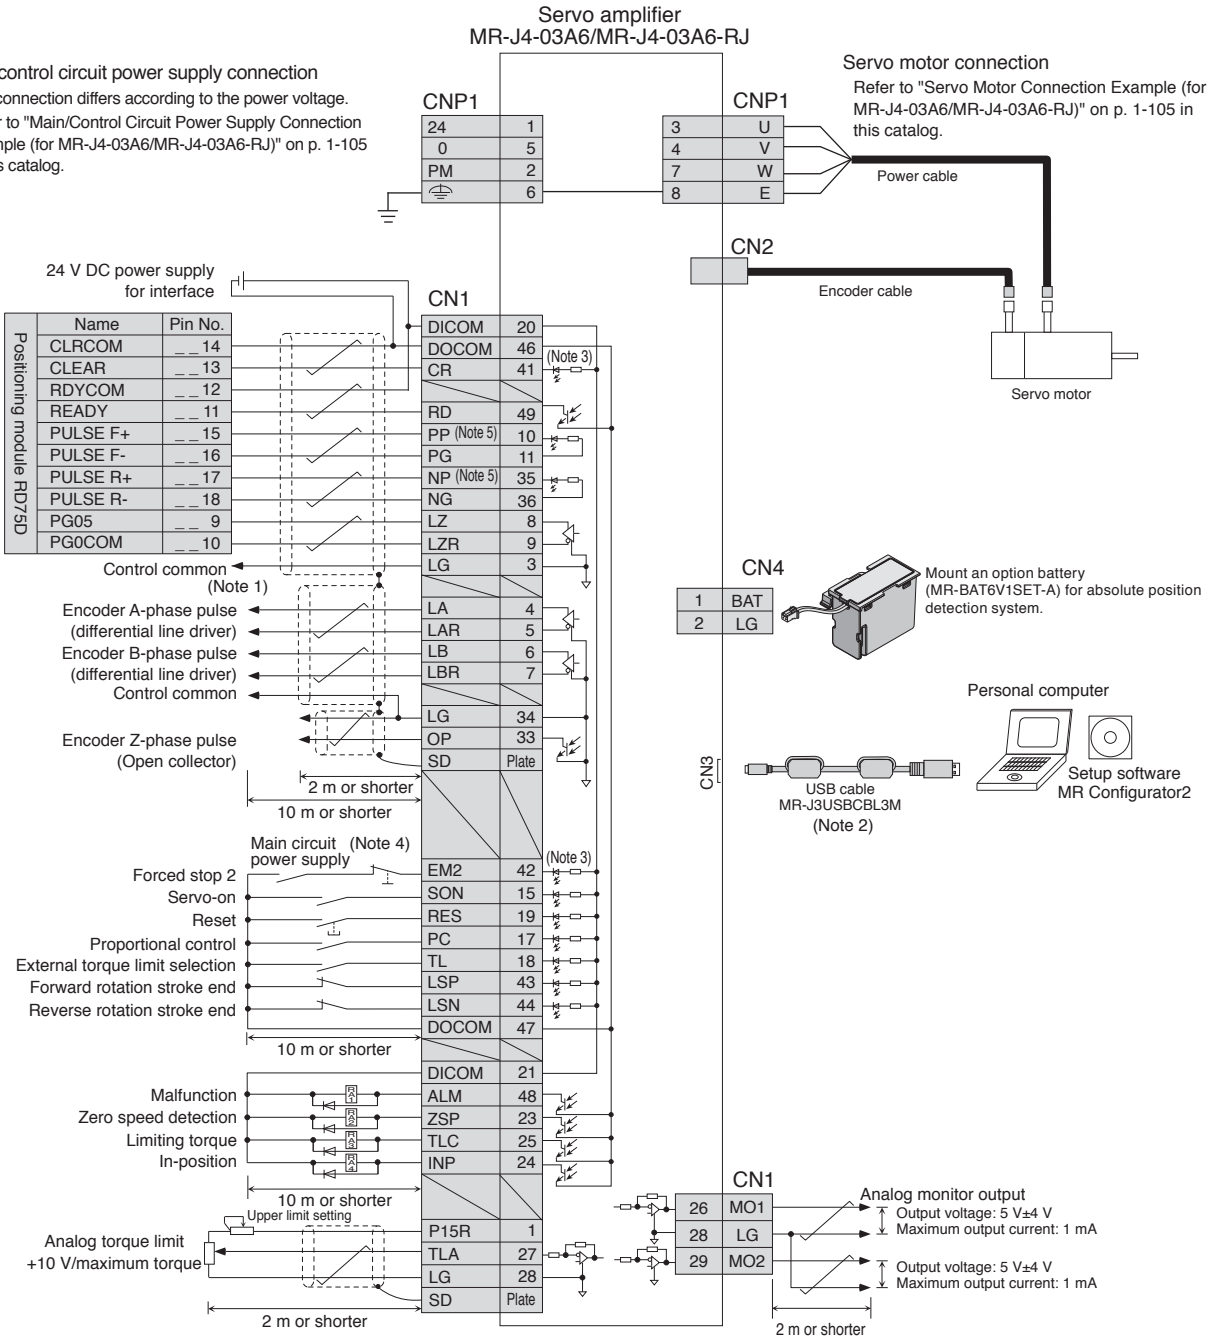 Servo amplifier
MR-J4-03A6/MR-J4-03A6-RJ
control circuit power supply connection
connection differs according to the power voltage.
to "Main/Control Circuit Power Supply Connection
(for MR-J4-03A6/MR-J4-03A6-RJ)" on p. 1-105
catalog.
Servo motor connection
Refer to "Servo Motor Connection Example (for
MR-J4-03A6/MR-J4-03A6-RJ)" on p. 1-105 in
this catalog.
CNP1
24 1
0 5
PM 2
6
CNP1
3 U
4 V
7 W
8 E
Power cable
CN2
Encoder cable
Servo motor
24 V DC power supply
for interface
Positioning module RD75D
Name Pin No.
CLRCOM _ _ 14
CLEAR _ _ 13
RDYCOM _ _ 12
READY _ _ 11
PULSE F+ _ _ 15
PULSE F- _ _ 16
PULSE R+ _ _ 17
PULSE R- _ _ 18
PG05 _ _ 9
PG0COM _ _ 10
CN1
DICOM 20
DOCOM 46
CR 41
(Note 3)
RD 49
PP (Note 5) 10
PG 11
NP (Note 5) 35
NG 36
LZ 8
LZR 9
LG 3
Control common
(Note 1)
Encoder A-phase pulse
(differential line driver)
Encoder B-phase pulse
(differential line driver)
Control common
LA 4
LAR 5
LB 6
LBR 7
Encoder Z-phase pulse
(Open collector)
LG 34
OP 33
SD Plate
2 m or shorter
10 m or shorter
CN4
1 BAT
2 LG
Mount an option battery
(MR-BAT6V1SET-A) for absolute position
detection system.
Personal computer
CN3
USB cable
MR-J3USBCBL3M
(Note 2)
Setup software
MR Configurator2
Main circuit (Note 4)
power supply
Forced stop 2
Servo-on
Reset
Proportional control
External torque limit selection
Forward rotation stroke end
Reverse rotation stroke end
(Note 3)
EM2 42
SON 15
RES 19
PC 17
TL 18
LSP 43
LSN 44
DOCOM 47
10 m or shorter
DICOM 21
Malfunction RA1 ALM 48
Zero speed detection RA2 ZSP 23
Limiting torque RA3 TLC 25
In-position RA4 INP 24
10 m or shorter
Upper limit setting
Analog torque limit
+10 V/maximum torque
P15R 1
TLA 27
LG 28
SD Plate
2 m or shorter
CN1
26 MO1
28 LG
29 MO2
Analog monitor output
Output voltage: 5 V±4 V
Maximum output current: 1 mA
Output voltage: 5 V±4 V
Maximum output current: 1 mA
2 m or shorter